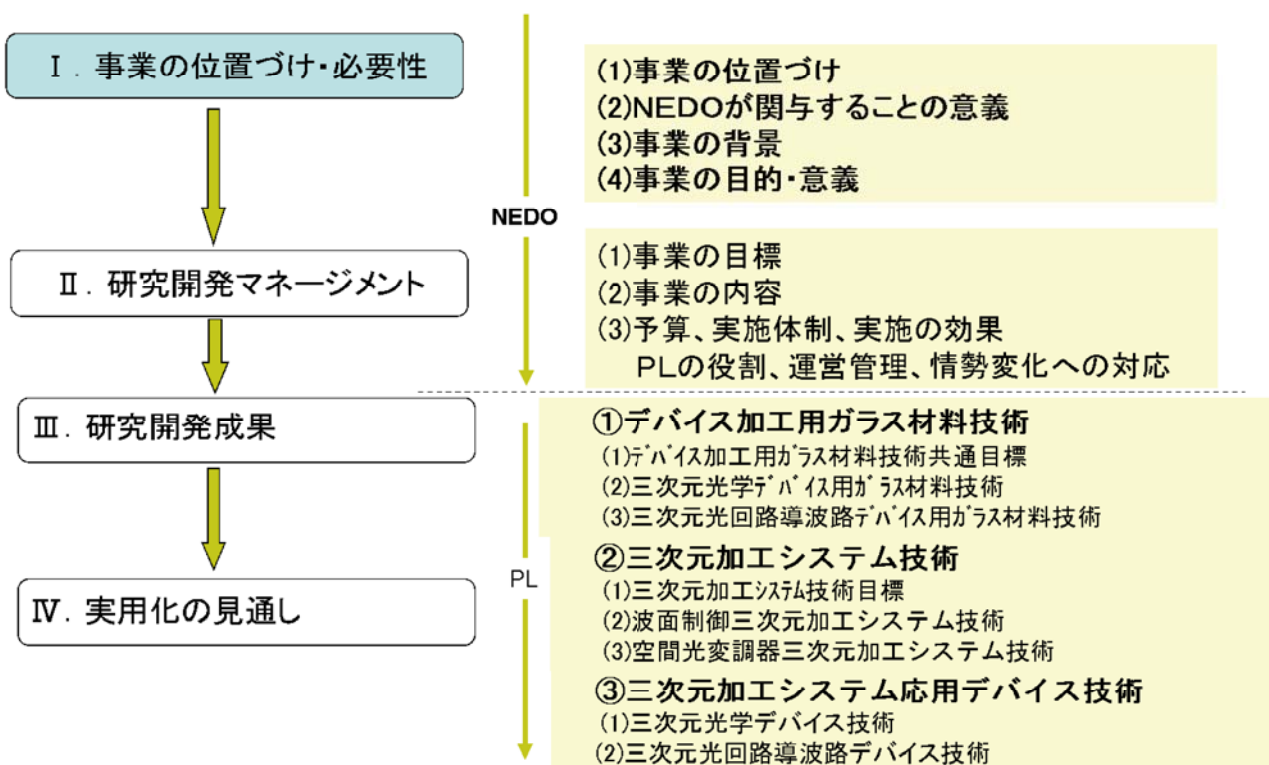 Ⅰ．事業の位置づけ・必要性
(1)事業の位置づけ
(2)NEDOが関与することの意義
(3)事業の背景
(4)事業の目的・意義
NEDO
Ⅱ．研究開発マネージメント
(1)事業の目標
(2)事業の内容
(3)予算、実施体制、実施の効果
PLの役割、運営管理、情勢変化への対応
Ⅲ．研究開発成果
①デバイス加工用ガラス材料技術
(1)ﾃﾞﾊﾞｲｽ加工用ｶﾞﾗｽ材料技術共通目標
(2)三次元光学ﾃﾞﾊﾞｲｽ用ｶﾞﾗｽ材料技術
(3)三次元光回路導波路ﾃﾞﾊﾞｲｽ用ｶﾞﾗｽ材料技術
PL
②三次元加工システム技術
(1)三次元加工ｼｽﾃﾑ技術目標
(2)波面制御三次元加工システム技術
(3)空間光変調器三次元加工システム技術
Ⅳ．実用化の見通し
③三次元加工システム応用デバイス技術
(1)三次元光学デバイス技術
(2)三次元光回路導波路デバイス技術